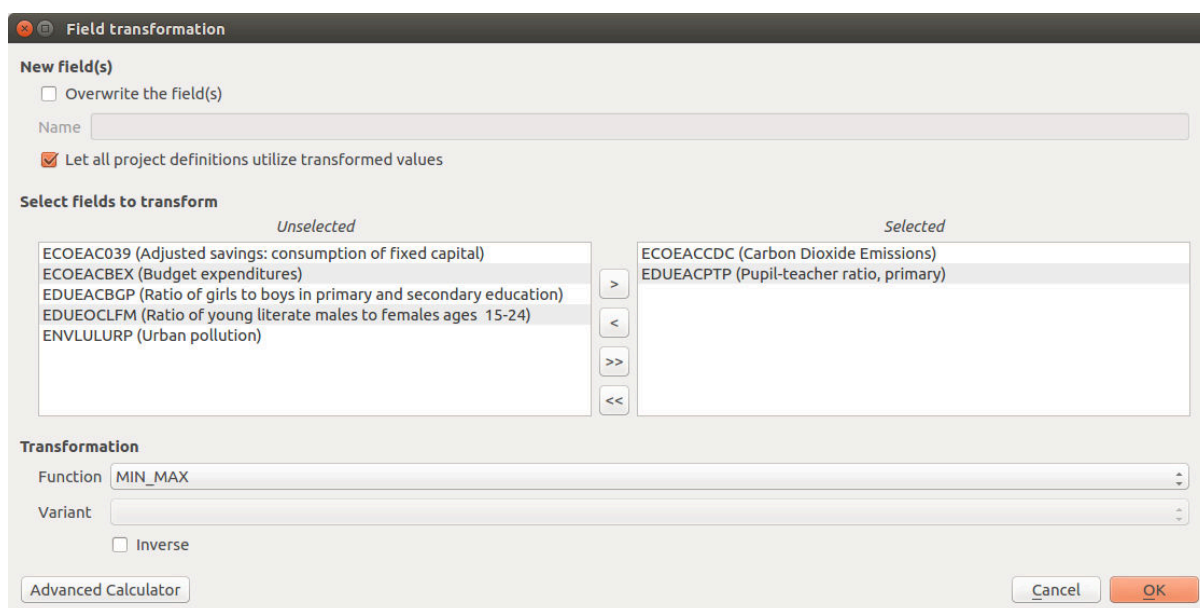 Field transformation
New field(s)
Overwrite the field(s)
Name
Let all project definitions utilize transformed values
Select fields to transform
Unselected
Selected
ECOEAC039 (Adjusted savings: consumption of fixed capital)
ECOEACBEX (Budget expenditures)
EDUEACBGP (Ratio of girls to boys in primary and secondary education)
EDUEOCLFM (Ratio of young literate males to females ages  15-24)
ENVLULURP (Urban pollution)
>
<
>>
<<
ECOEACCDC (Carbon Dioxide Emissions)
EDUEACPTP (Pupil-teacher ratio, primary)
Transformation
Function MIN_MAX
Variant
Inverse
Advanced Calculator
Cancel
OK